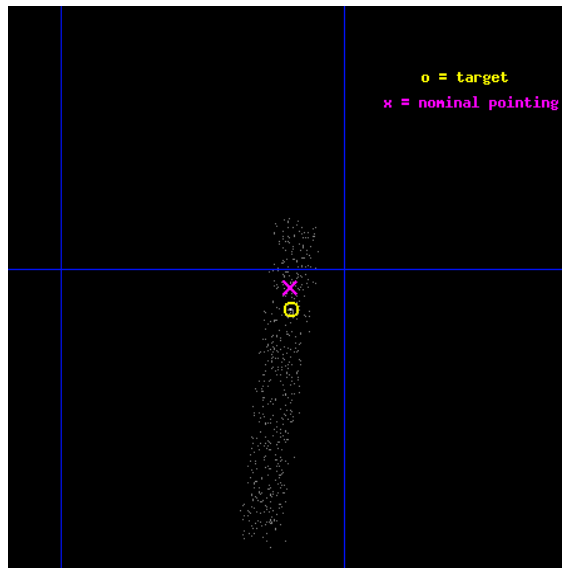 o = target
x = nominal pointing